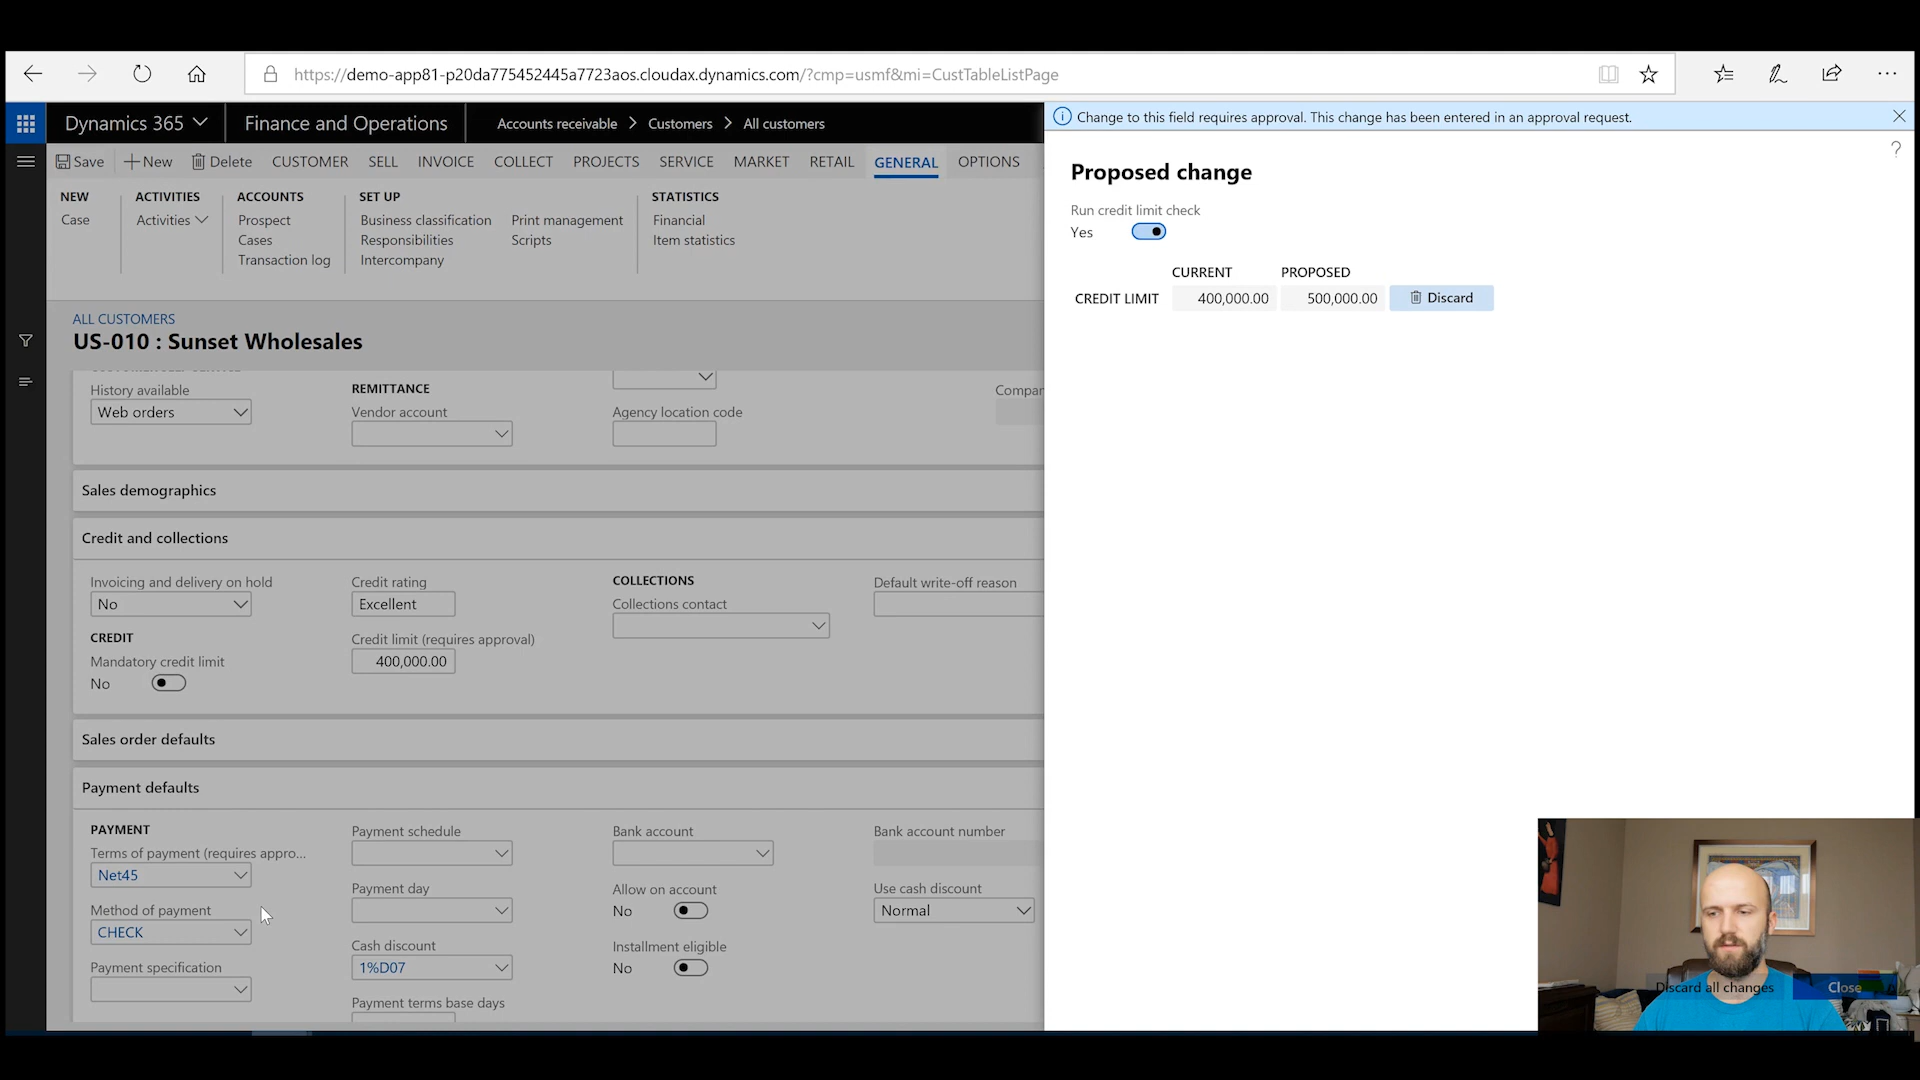 https://demo-app81-p20da775452445a7723aos.cloudax.dynamics.com/?cmp=usmf&mi=CustTableListPage
Dynamics 365
Finance and Operations
Accounts receivable > Customers > All customers
Save
New
Delete
CUSTOMER
SELL
INVOICE
COLLECT
PROJECTS
SERVICE
MARKET
RETAIL
GENERAL
OPTIONS
NEW
Case
ACTIVITIES
Activities
ACCOUNTS
Prospect
Cases
Transaction log
SET UP
Business classification
Responsibilities
Intercompany
Print management
Scripts
STATISTICS
Financial
Item statistics
ALL CUSTOMERS
US-010 : Sunset Wholesales
History available
Web orders
REMITTANCE
Vendor account
Agency location code
Compan
Sales demographics
Credit and collections
Invoicing and delivery on hold
No
CREDIT
Mandatory credit limit
No
Credit rating
Excellent
Credit limit (requires approval)
400,000.00
COLLECTIONS
Collections contact
Default write-off reason
Sales order defaults
Payment defaults
PAYMENT
Terms of payment (requires appro...
Net45
Method of payment
CHECK
Payment specification
Payment schedule
Payment day
Cash discount
1%D07
Payment terms base days
Bank account
Allow on account
No
Installment eligible
No
Bank account number
Use cash discount
Normal
Change to this field requires approval. This change has been entered in an approval request.
?
Proposed change
Run credit limit check
Yes
CURRENT PROPOSED
CREDIT LIMIT 400,000.00 500,000.00 Discard
Discard all changes
Close